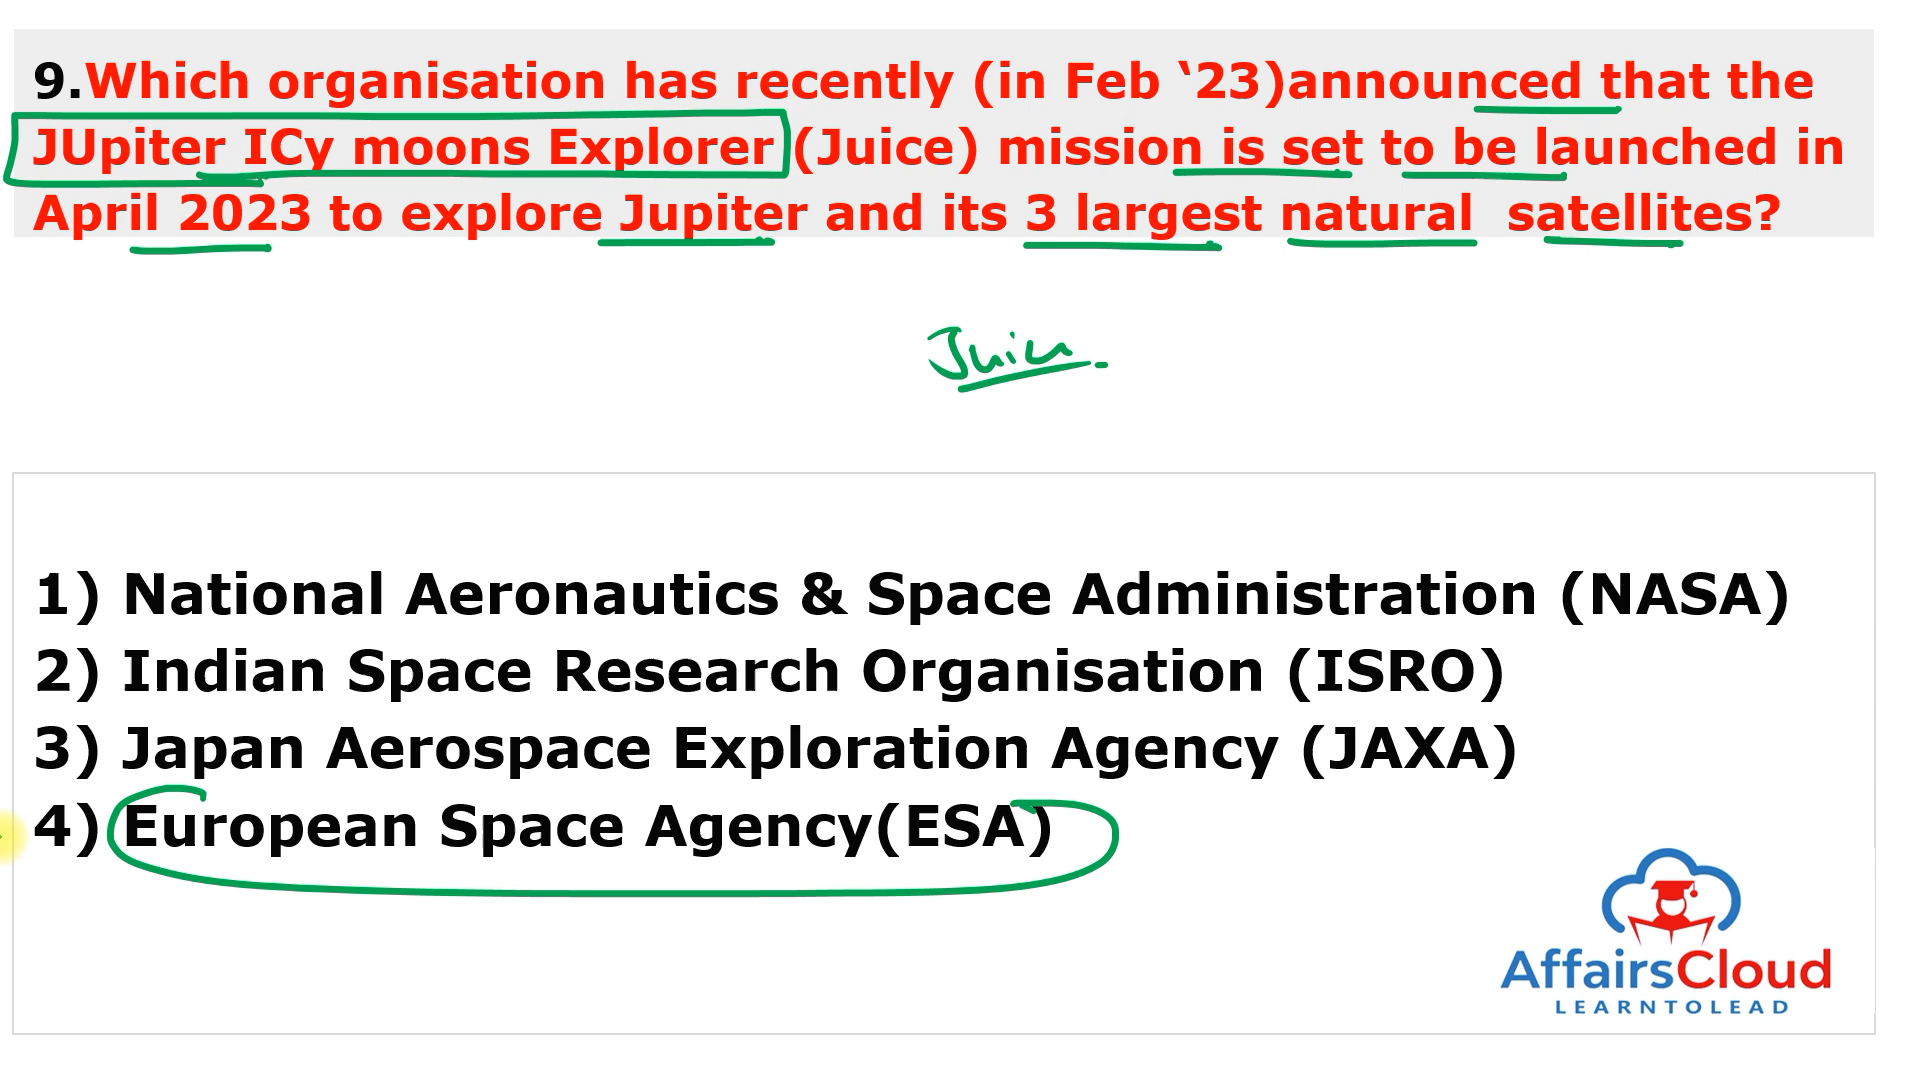 9.Which organisation has recently (in Feb ‘23)announced that the
JUpiter ICy moons Explorer (Juice) mission is set to be launched in
April 2023 to explore Jupiter and its 3 largest natural satellites?
Juice
1) National Aeronautics & Space Administration (NASA)
2) Indian Space Research Organisation (ISRO)
3) Japan Aerospace Exploration Agency (JAXA)
4) European Space Agency(ESA)
AffairsCloud
LEARNTOLEAD